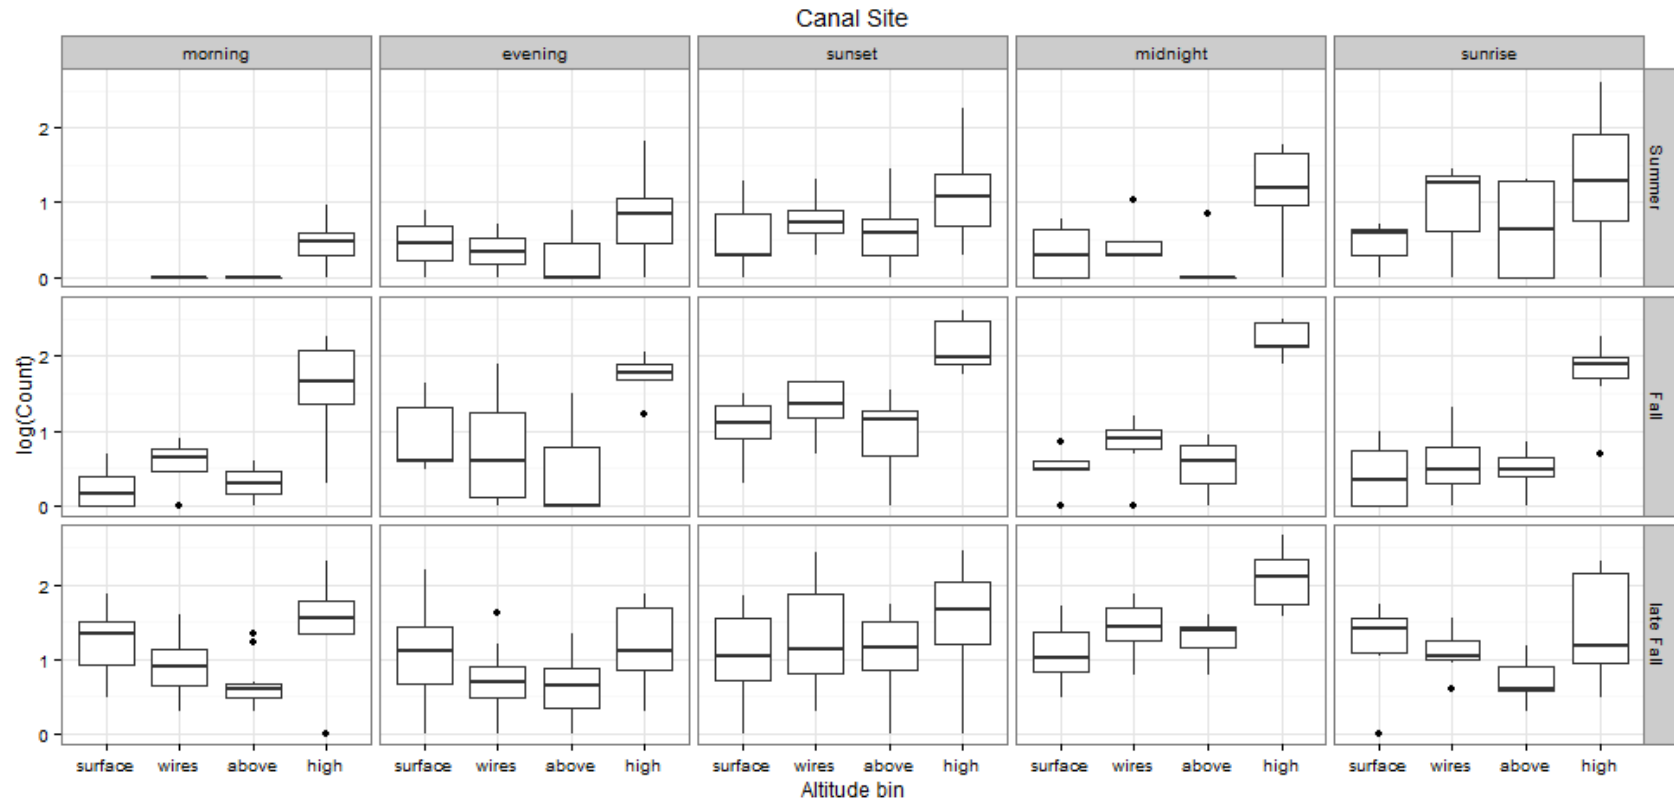 Canal Site
morning evening sunset midnight sunrise
2
1
0
Summer
2
1
0
Fall
2
1
0
late Fall
log(Count)
surface wires above high surface wires above high surface wires above high surface wires above high surface wires above high
Altitude bin